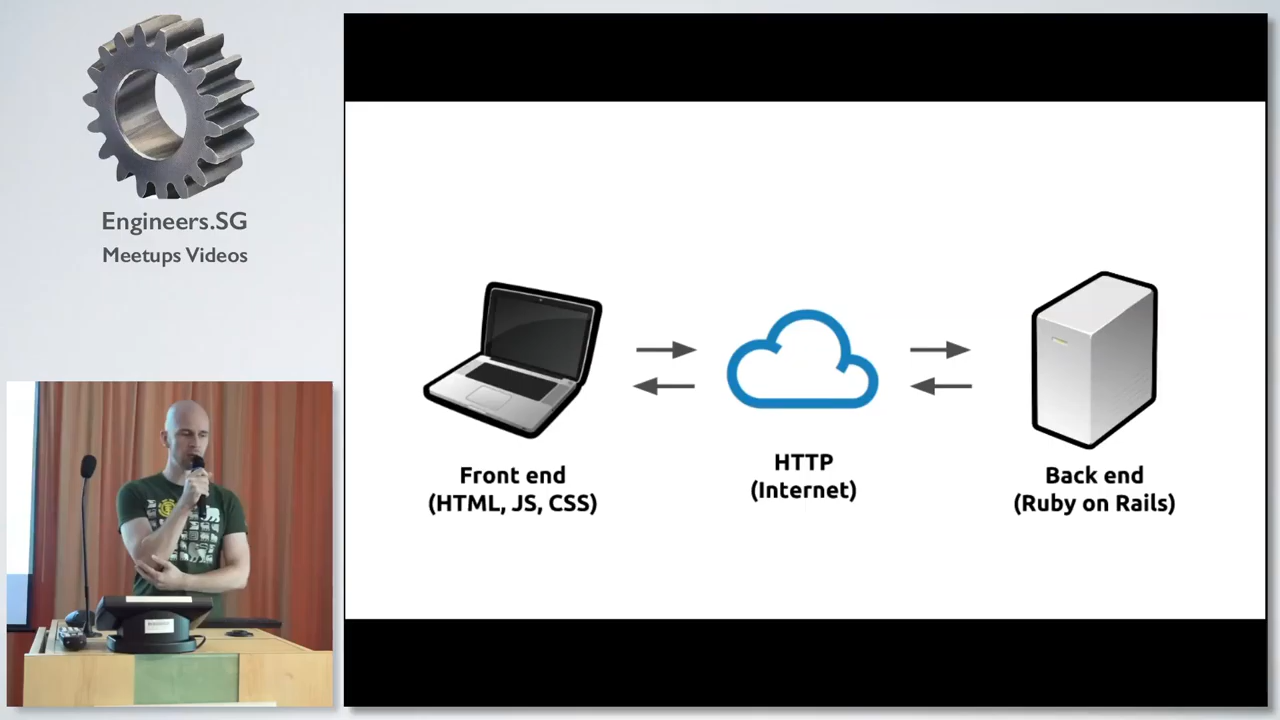 Engineers.SG
Meetups Videos
Front end
(HTML, JS, CSS)
HTTP
(Internet)
Back end
(Ruby on Rails)